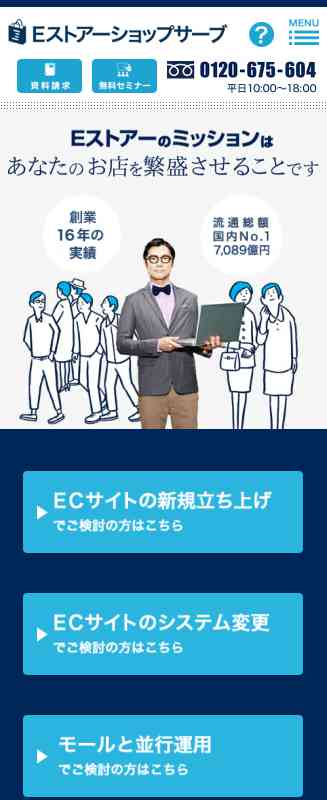 Eストアーショップサーブ
?
MENU
資料請求
無料セミナー
0120-675-604
平日10:00〜18:00
Eストアーのミッションは
あなたのお店を繁盛させることです
創業
16年の
実績
流通総額
国内No.1
7,089億円
ECサイトの新規立ち上げ
でご検討の方はこちら
ECサイトのシステム変更
でご検討の方はこちら
モールと並行運用
でご検討の方はこちら